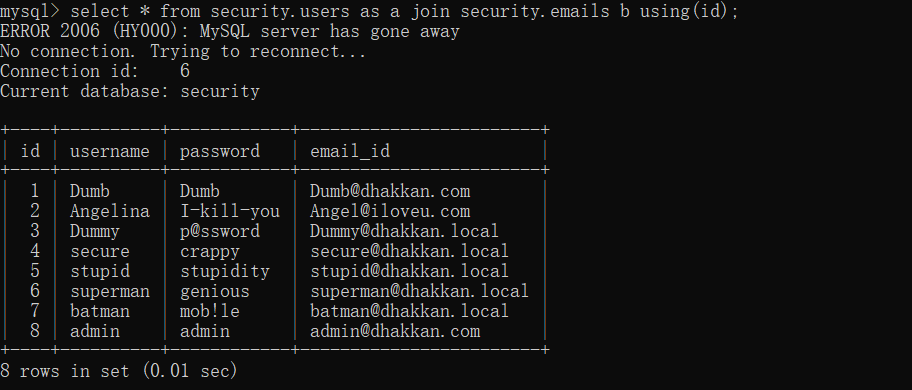 mysql> select * from security.users as a join security.emails b using(id);
ERROR 2006 (HY000): MySQL server has gone away
No connection. Trying to reconnect...
Connection id:    6
Current database: security
+----+----------+------------+------------------------+
| id | username | password   | email_id               |
+----+----------+------------+------------------------+
|  1 | Dumb     | Dumb       | Dumb@dhakkan.com       |
|  2 | Angelina | I-kill-you | Angel@iloveu.com       |
|  3 | Dummy    | p@ssword   | Dummy@dhakkan.local    |
|  4 | secure   | crappy     | secure@dhakkan.local   |
|  5 | stupid   | stupidity  | stupid@dhakkan.local   |
|  6 | superman | genious    | superman@dhakkan.local |
|  7 | batman   | mob!le     | batman@dhakkan.local   |
|  8 | admin    | admin      | admin@dhakkan.com      |
+----+----------+------------+------------------------+
8 rows in set (0.01 sec)